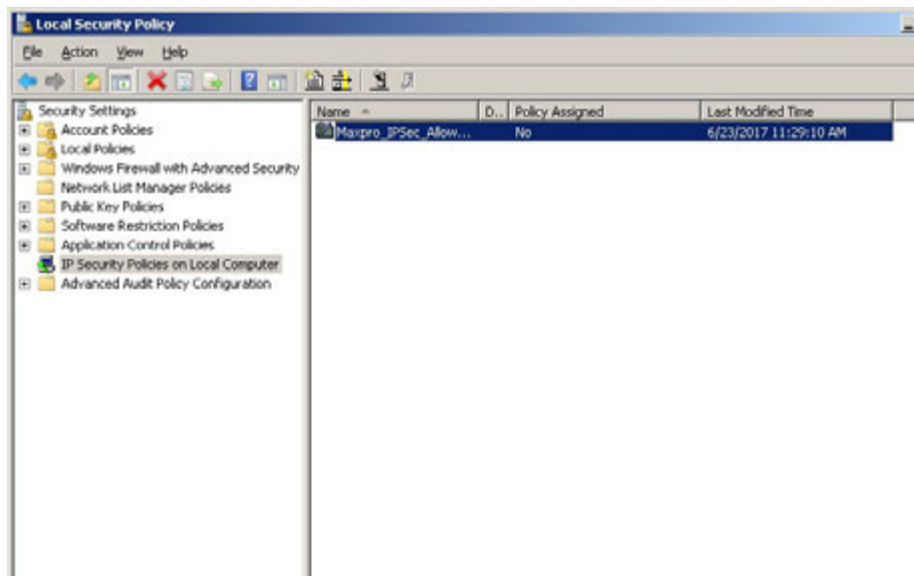 Local Security Policy
File Action View Help
Security Settings
Account Policies
Local Policies
Windows Firewall with Advanced Security
Network List Manager Policies
Public Key Policies
Software Restriction Policies
Application Control Policies
IP Security Policies on Local Computer
Advanced Audit Policy Configuration
Name D... Policy Assigned Last Modified Time
Maxpro_IPSec_Allow... No 6/23/2017 11:29:10 AM